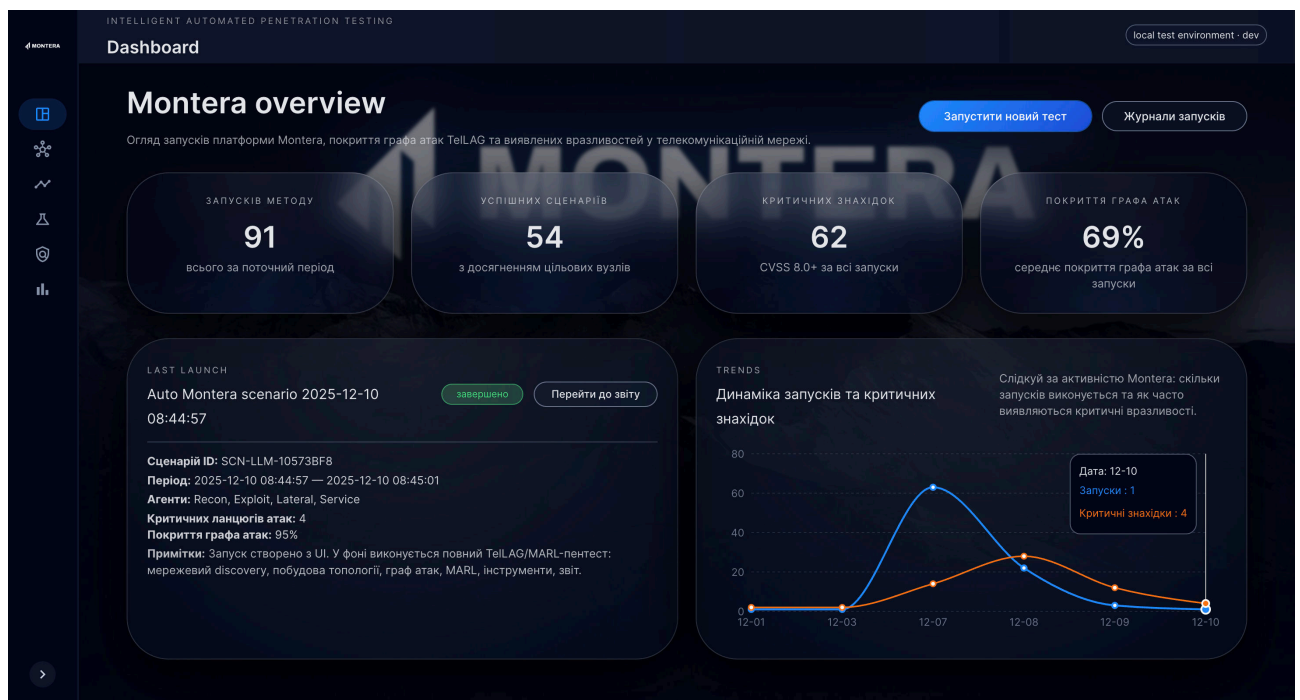 INTELLIGENT AUTOMATED PENETRATION TESTING
MONTERA
Dashboard
local test environment · dev
Montera overview
Запустити новий тест
Журнали запусків
Огляд запусків платформи Montera, покриття графа атак TelLAG та виявлених вразливостей у телекомунікаційній мережі.
MONTERA
ЗАПУСКІВ МЕТОДУ
91
всього за поточний період
УСПІШНИХ СЦЕНАРІЇВ
54
з досягненням цільових вузлів
КРИТИЧНИХ ЗНАХІДОК
62
CVSS 8.0+ за всі запуски
ПОКРИТТЯ ГРАФА АТАК
69%
середнє покриття графа атак за всі
запуски
LAST LAUNCH
Auto Montera scenario 2025-12-10
08:44:57
завершено
Перейти до звіту
Сценарій ID: SCN-LLM-10573BF8
Період: 2025-12-10 08:44:57 — 2025-12-10 08:45:01
Агенти: Recon, Exploit, Lateral, Service
Критичних ланцюгів атак: 4
Покриття графа атак: 95%
Примітки: Запуск створено з UI. У фоні виконується повний TelLAG/MARL-пентест:
мережевий discovery, побудова топології, граф атак, MARL, інструменти, звіт.
TRENDS
Динаміка запусків та критичних
знахідок
Слідкуй за активністю Montera: скільки
запусків виконується та як часто
виявляються критичні вразливості.
80
60
40
20
0
Дата: 12-10
Запуски : 1
Критичні знахідки : 4
12-01
12-03
12-07
12-08
12-09
12-10